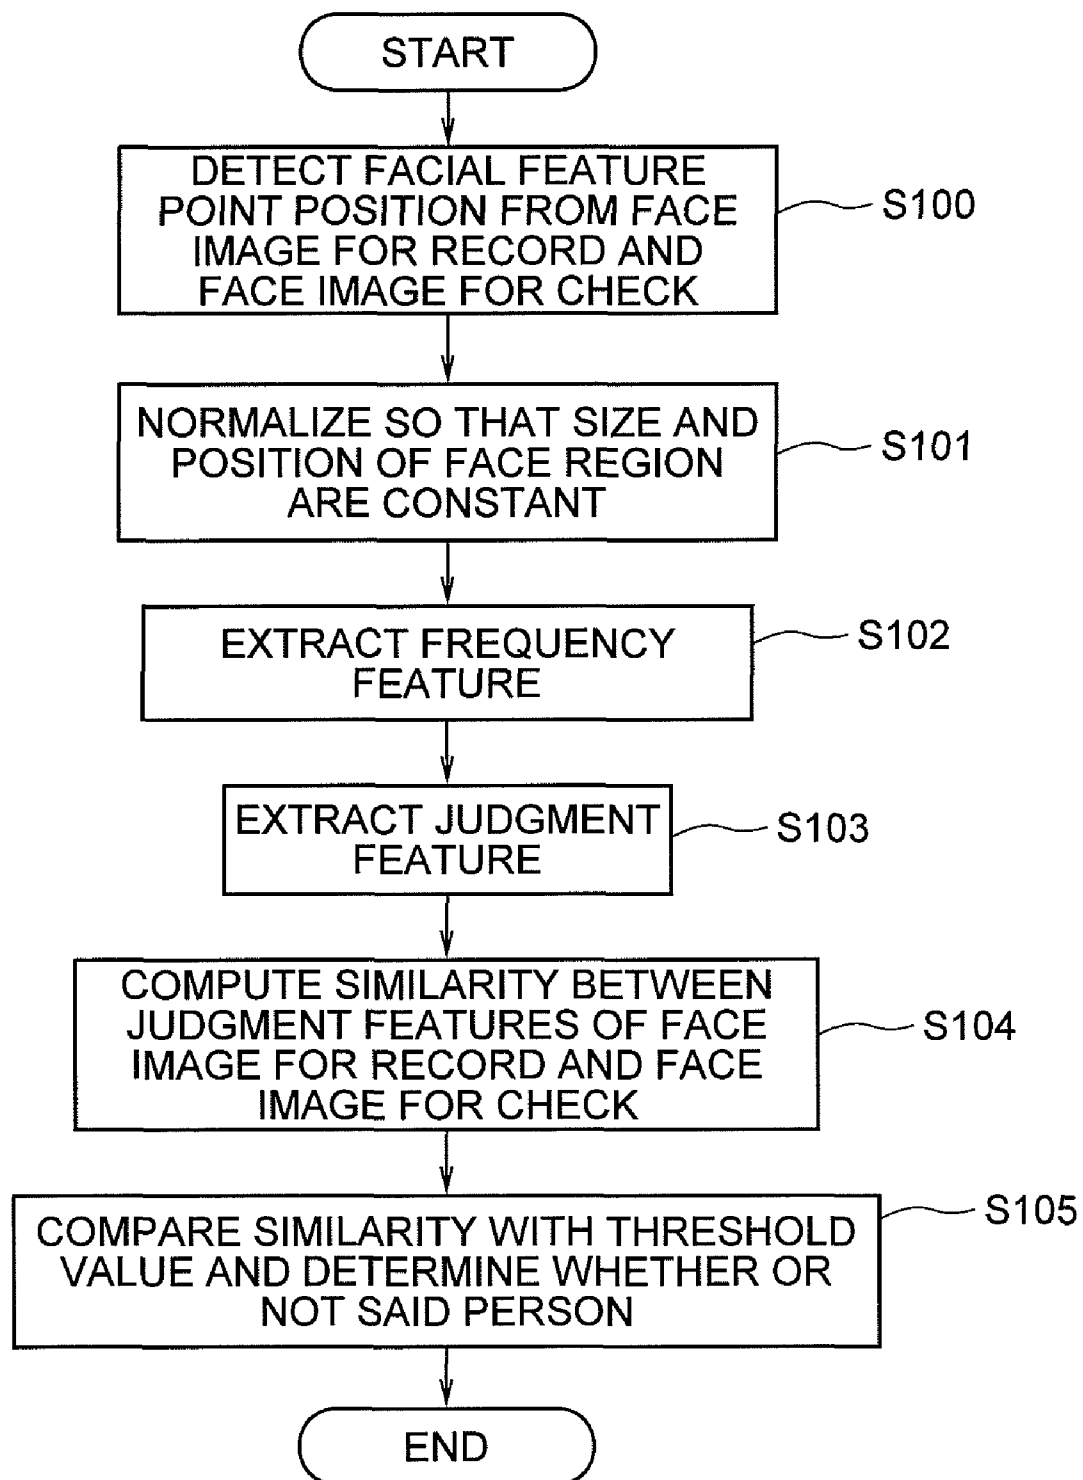 START
DETECT FACIAL FEATURE
POINT POSITION FROM FACE
IMAGE FOR RECORD AND
FACE IMAGE FOR CHECK
S100
NORMALIZE SO THAT SIZE AND
POSITION OF FACE REGION
ARE CONSTANT
S101
EXTRACT FREQUENCY
FEATURE
S102
EXTRACT JUDGMENT
FEATURE
S103
COMPUTE SIMILARITY BETWEEN
JUDGMENT FEATURES OF FACE
IMAGE FOR RECORD AND FACE
IMAGE FOR CHECK
S104
COMPARE SIMILARITY WITH THRESHOLD
VALUE AND DETERMINE WHETHER OR
NOT SAID PERSON
S105
END